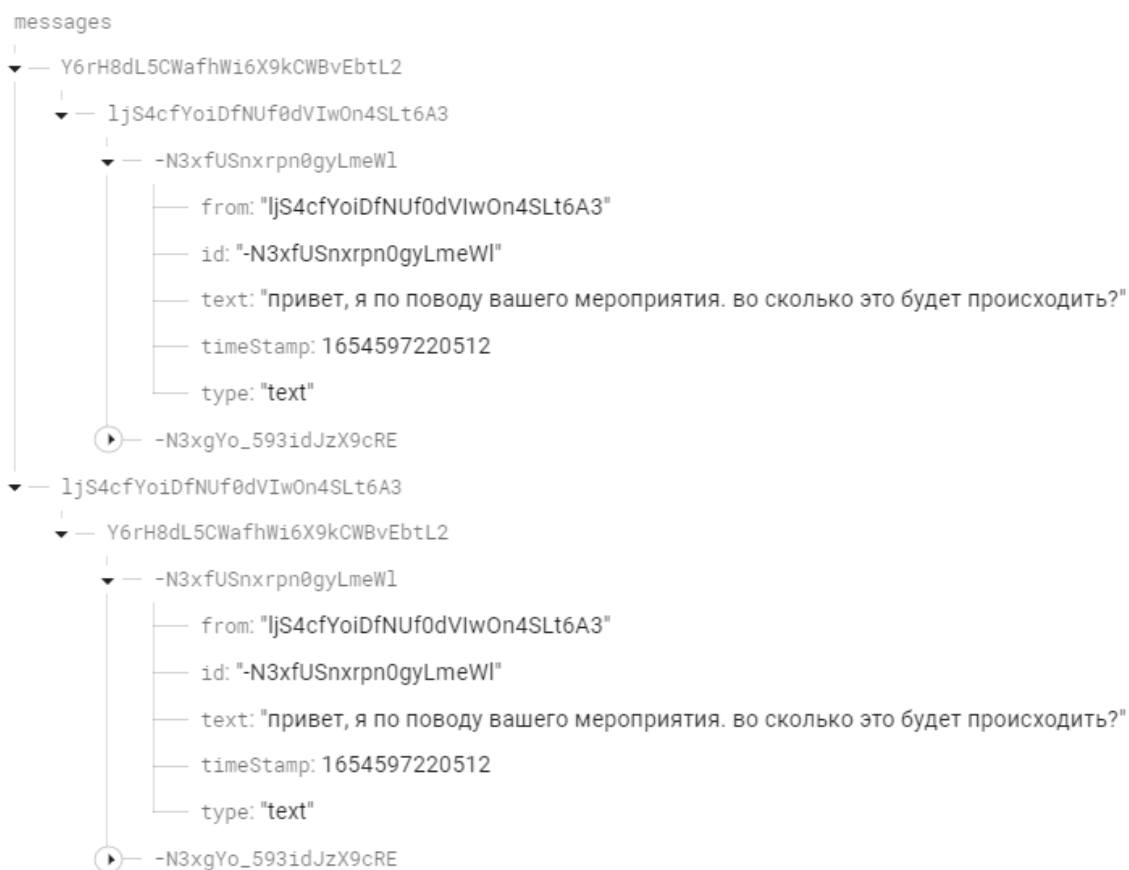 messages
Y6rH8dL5CWafhWi6X9kCWBvEbtL2
ljS4cfYoiDfNUf0dVIwOn4SLt6A3
-N3xfUSnxrpn0gyLmeWl
from: "ljS4cfYoiDfNUf0dVIwOn4SLt6A3"
id: "-N3xfUSnxrpn0gyLmeWl"
text: "привет, я по поводу вашего мероприятия. во сколько это будет происходить?"
timeStamp: 1654597220512
type: "text"
-N3xgYo_593idJzX9cRE
ljS4cfYoiDfNUf0dVIwOn4SLt6A3
Y6rH8dL5CWafhWi6X9kCWBvEbtL2
-N3xfUSnxrpn0gyLmeWl
from: "ljS4cfYoiDfNUf0dVIwOn4SLt6A3"
id: "-N3xfUSnxrpn0gyLmeWl"
text: "привет, я по поводу вашего мероприятия. во сколько это будет происходить?"
timeStamp: 1654597220512
type: "text"
-N3xgYo_593idJzX9cRE